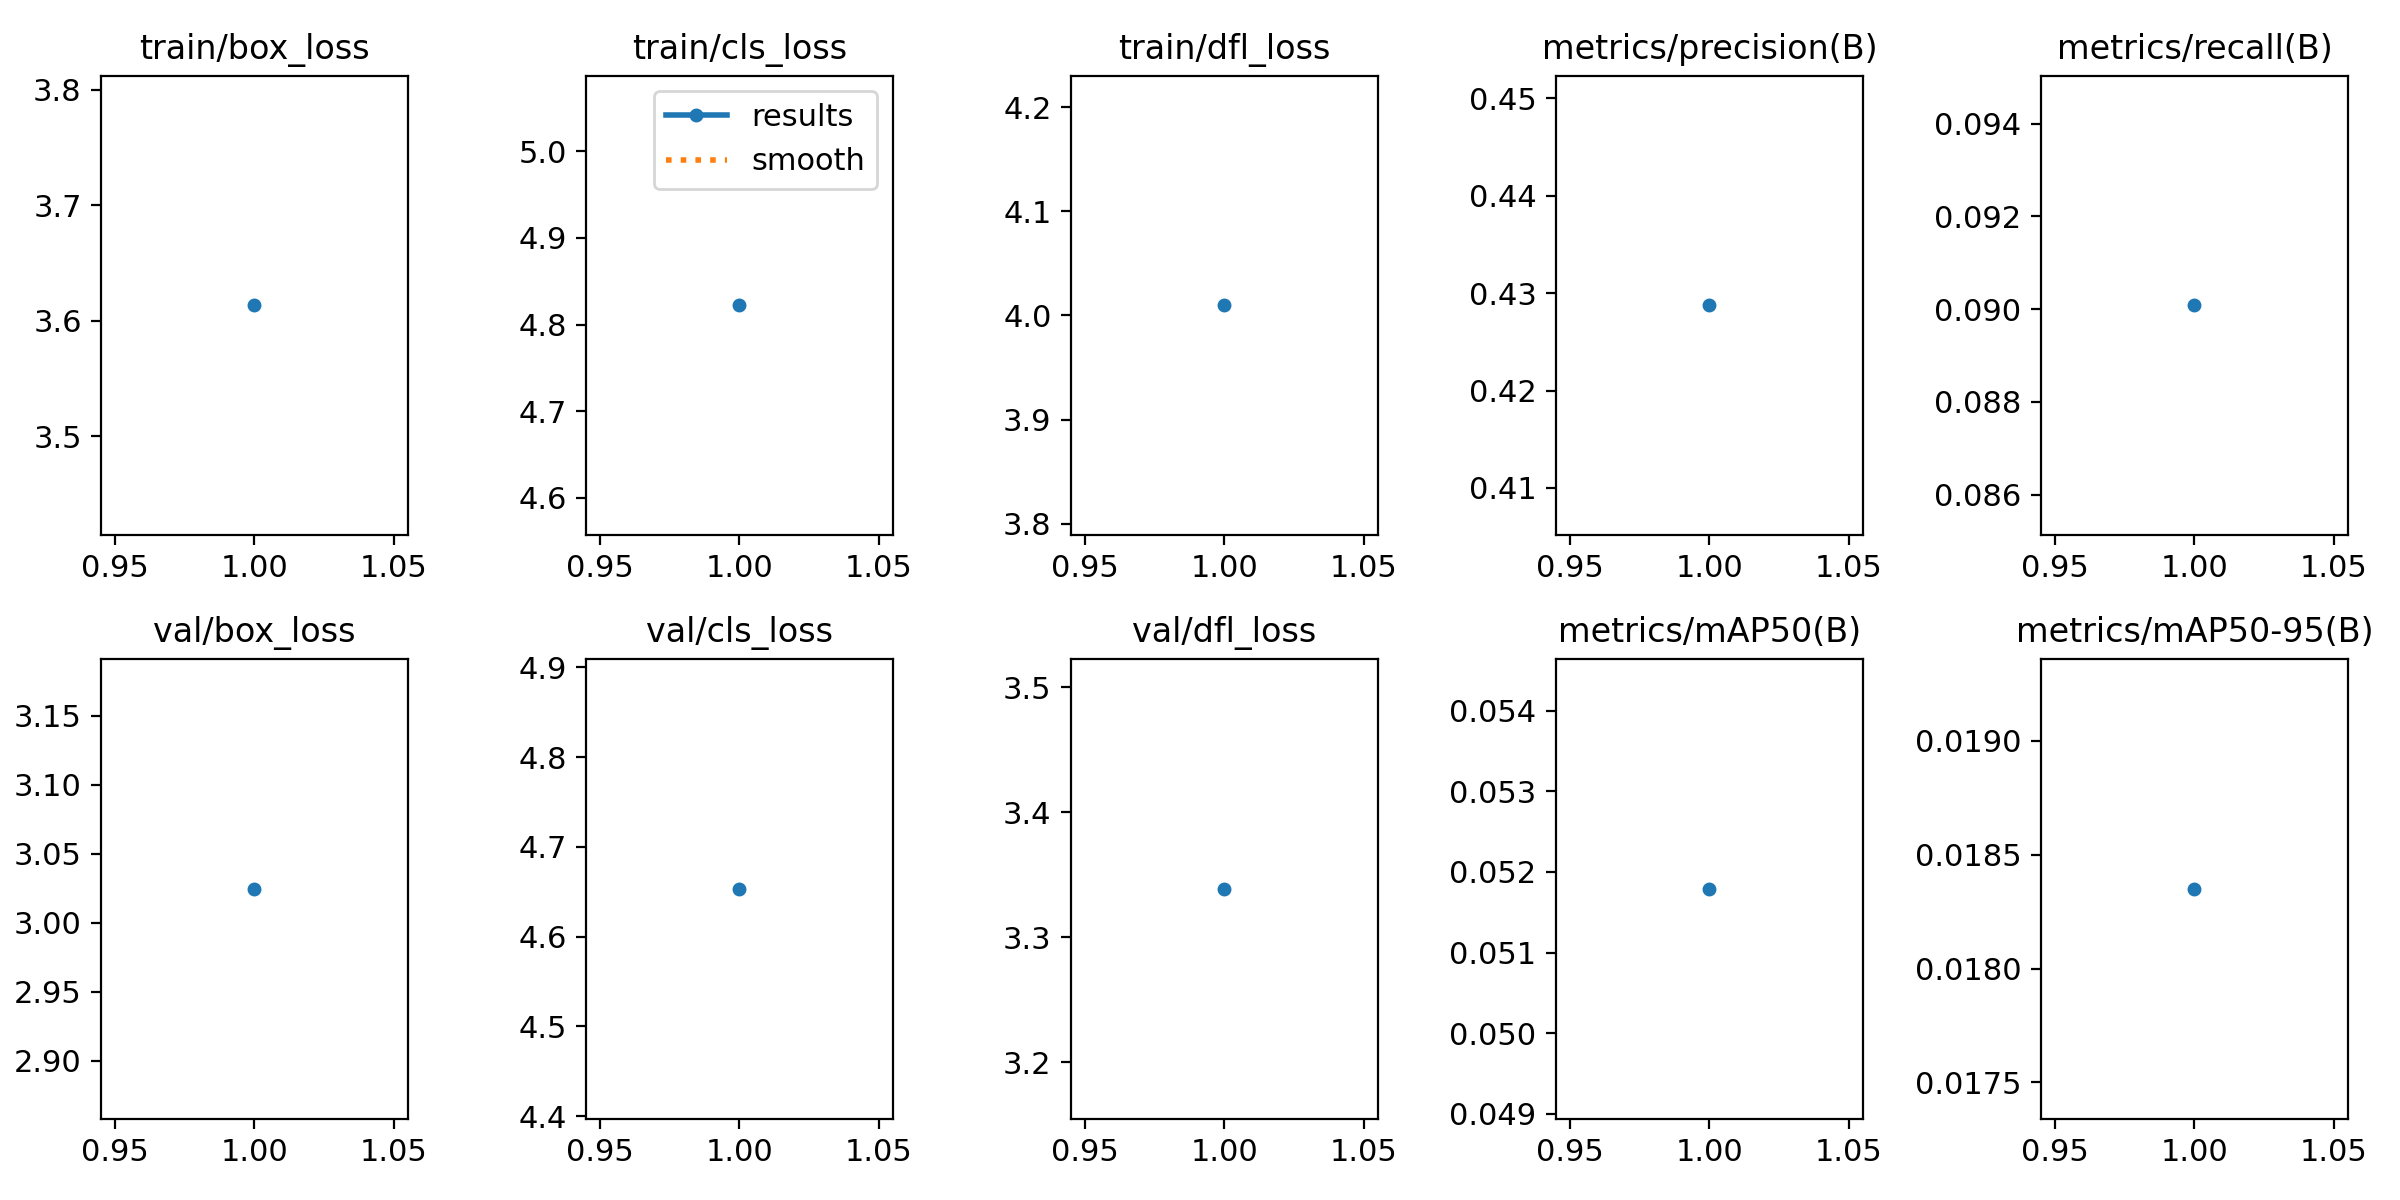 train/box_loss
3.8
3.7
3.6
3.5
0.95 1.00 1.05
train/cls_loss
results
smooth
5.0
4.9
4.8
4.7
4.6
0.95 1.00 1.05
train/dfl_loss
4.2
4.1
4.0
3.9
3.8
0.95 1.00 1.05
metrics/precision(B)
0.45
0.44
0.43
0.42
0.41
0.95 1.00 1.05
metrics/recall(B)
0.094
0.092
0.090
0.088
0.086
0.95 1.00 1.05
val/box_loss
3.15
3.10
3.05
3.00
2.95
2.90
0.95 1.00 1.05
val/cls_loss
4.9
4.8
4.7
4.6
4.5
4.4
0.95 1.00 1.05
val/dfl_loss
3.5
3.4
3.3
3.2
0.95 1.00 1.05
metrics/mAP50(B)
0.054
0.053
0.052
0.051
0.050
0.049
0.95 1.00 1.05
metrics/mAP50-95(B)
0.0190
0.0185
0.0180
0.0175
0.95 1.00 1.05